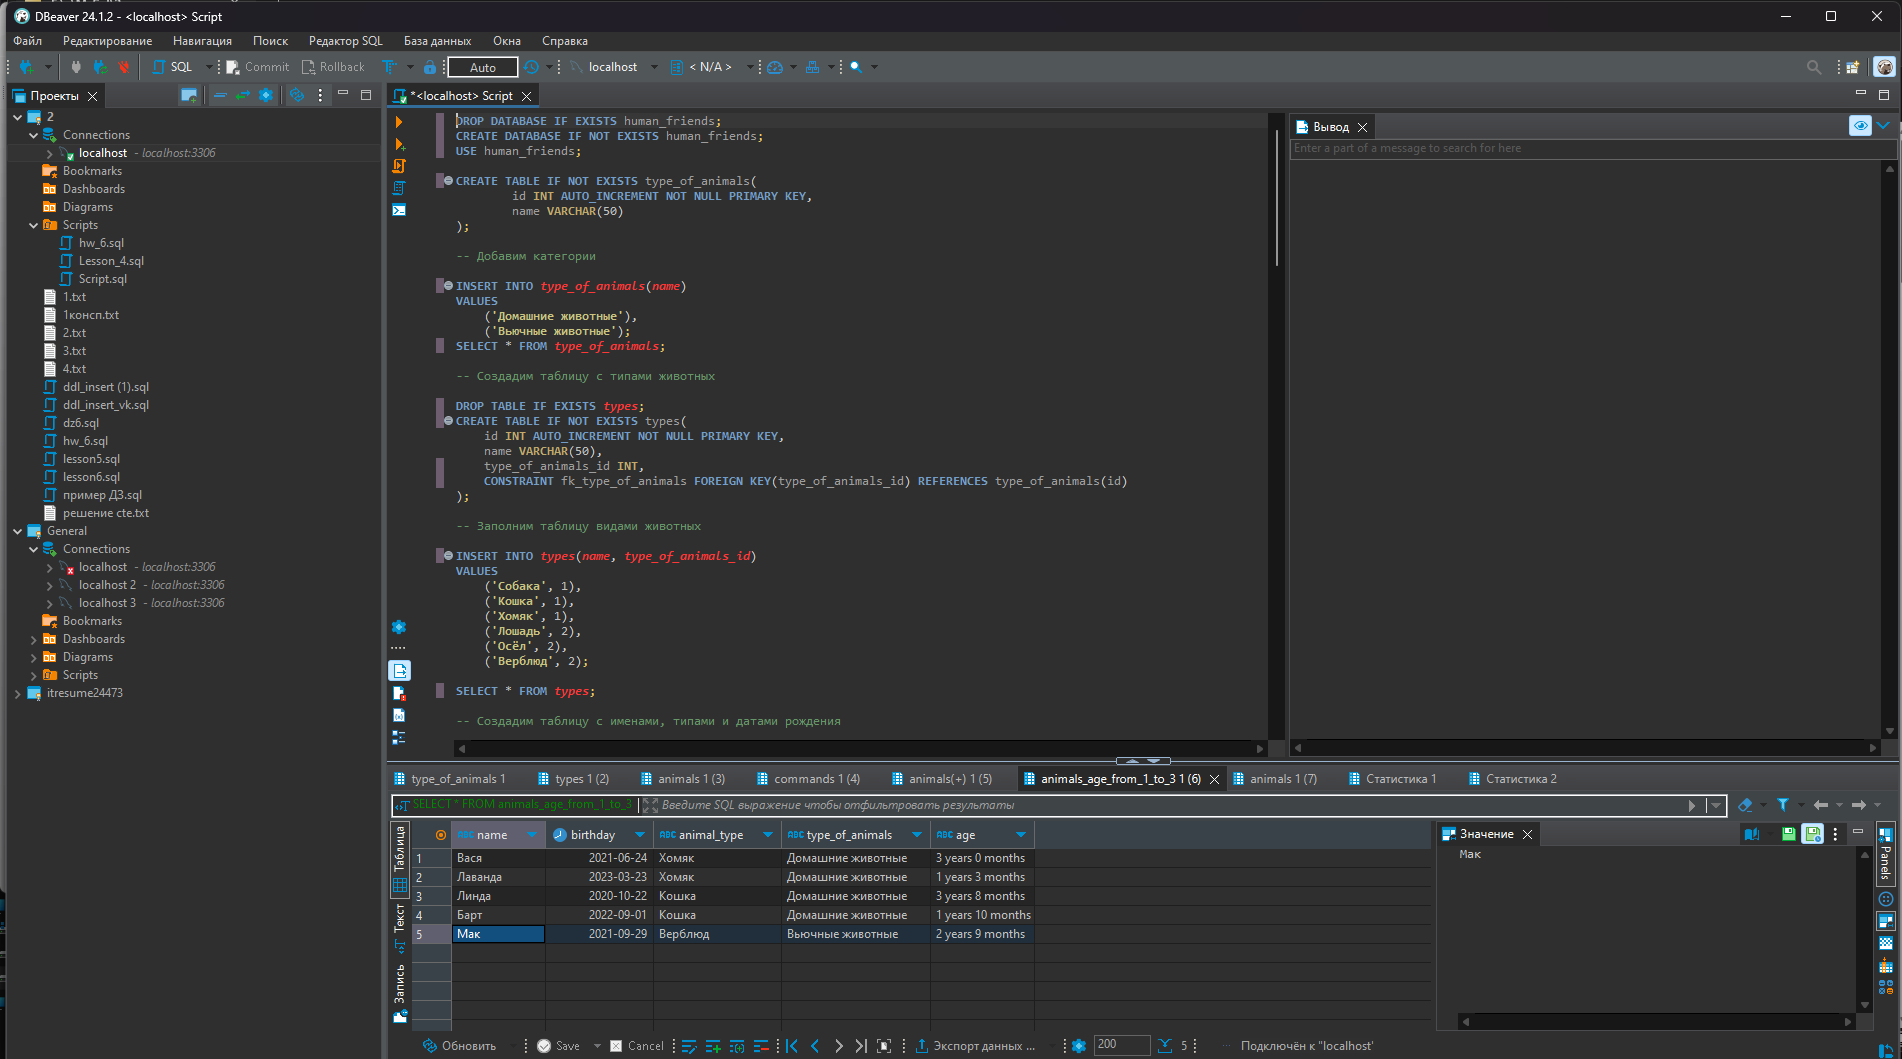 DBeaver 24.1.2 - <localhost> Script
Файл Редактирование Навигация Поиск Редактор SQL База данных Окна Справка
SQL Commit Rollback Auto localhost < N/A >
Проекты
2
Connections
localhost - localhost:3306
Bookmarks
Dashboards
Diagrams
Scripts
hw_6.sql
Lesson_4.sql
Script.sql
1.txt
1консп.txt
2.txt
3.txt
4.txt
ddl_insert (1).sql
ddl_insert_vk.sql
dz6.sql
hw_6.sql
lesson5.sql
lesson6.sql
пример ДЗ.sql
решение cte.txt
General
Connections
localhost - localhost:3306
localhost 2 - localhost:3306
localhost 3 - localhost:3306
Bookmarks
Dashboards
Diagrams
Scripts
itresume24473
*<localhost> Script
DROP DATABASE IF EXISTS human_friends;
CREATE DATABASE IF NOT EXISTS human_friends;
USE human_friends;
CREATE TABLE IF NOT EXISTS type_of_animals(
id INT AUTO_INCREMENT NOT NULL PRIMARY KEY,
name VARCHAR(50)
);
-- Добавим категории
INSERT INTO type_of_animals(name)
VALUES
('Домашние животные'),
('Вьючные животные');
SELECT * FROM type_of_animals;
-- Создадим таблицу с типами животных
DROP TABLE IF EXISTS types;
CREATE TABLE IF NOT EXISTS types(
id INT AUTO_INCREMENT NOT NULL PRIMARY KEY,
name VARCHAR(50),
type_of_animals_id INT,
CONSTRAINT fk_type_of_animals FOREIGN KEY(type_of_animals_id) REFERENCES type_of_animals(id)
);
-- Заполним таблицу видами животных
INSERT INTO types(name, type_of_animals_id)
VALUES
('Собака', 1),
('Кошка', 1),
('Хомяк', 1),
('Лошадь', 2),
('Осёл', 2),
('Верблюд', 2);
SELECT * FROM types;
-- Создадим таблицу с именами, типами и датами рождения
Вывод
Enter a part of a message to search for here
type_of_animals 1 types 1 (2) animals 1 (3) commands 1 (4) animals(+) 1 (5) animals_age_from_1_to_3 1 (6) animals 1 (7) Статистика 1 Статистика 2
SELECT * FROM animals_age_from_1_to_3 Введите SQL выражение чтобы отфильтровать результаты
Таблица
Текст
Запись
name birthday animal_type type_of_animals age
1 Вася 2021-06-24 Хомяк Домашние животные 3 years 0 months
2 Лаванда 2023-03-23 Хомяк Домашние животные 1 years 3 months
3 Линда 2020-10-22 Кошка Домашние животные 3 years 8 months
4 Барт 2022-09-01 Кошка Домашние животные 1 years 10 months
5 Мак 2021-09-29 Верблюд Вьючные животные 2 years 9 months
Значение
Мак
Panels
Обновить Save Cancel Экспорт данных ... 200 5 Подключён к "localhost"